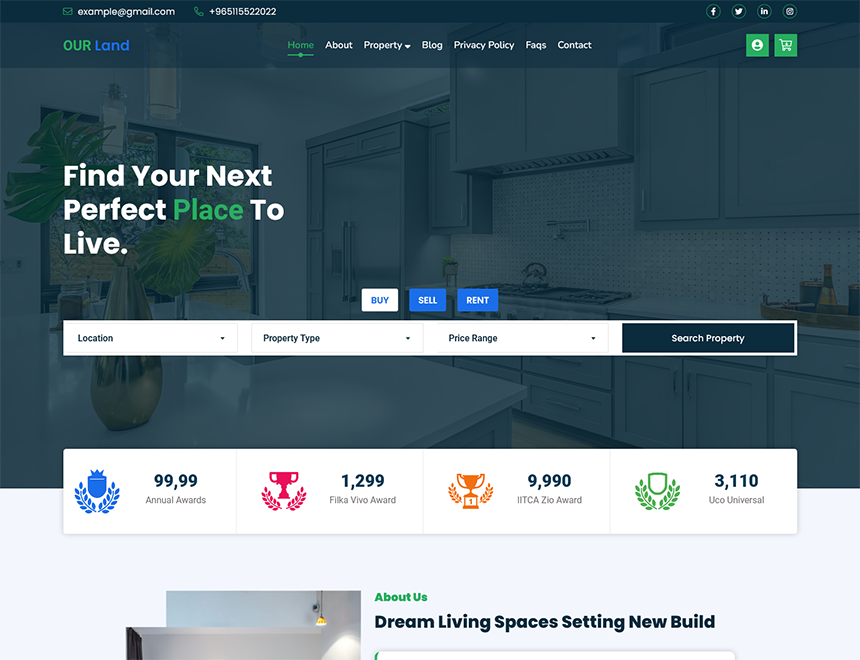 example@gmail.com +965115522022
OUR Land
Home About Property Blog Privacy Policy Faqs Contact
Find Your Next
Perfect Place To
Live.
BUY SELL RENT
Location Property Type Price Range Search Property
99,99 1,299 9,990 3,110
Annual Awards Filka Vivo Award IITCA Zio Award Uco Universal
1
About Us
Dream Living Spaces Setting New Build